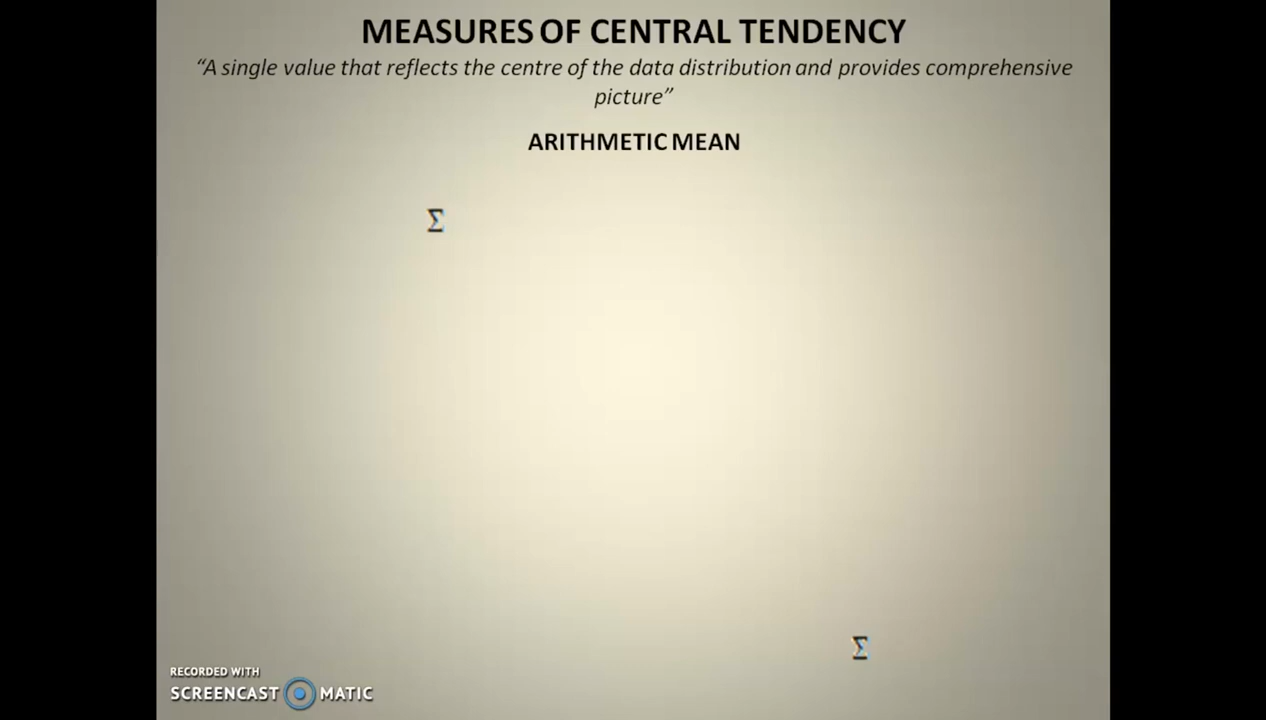 MEASURES OF CENTRAL TENDENCY
“A single value that reflects the centre of the data distribution and provides comprehensive
picture”
ARITHMETIC MEAN
Σ
Σ
RECORDED WITH
SCREENCAST MATIC